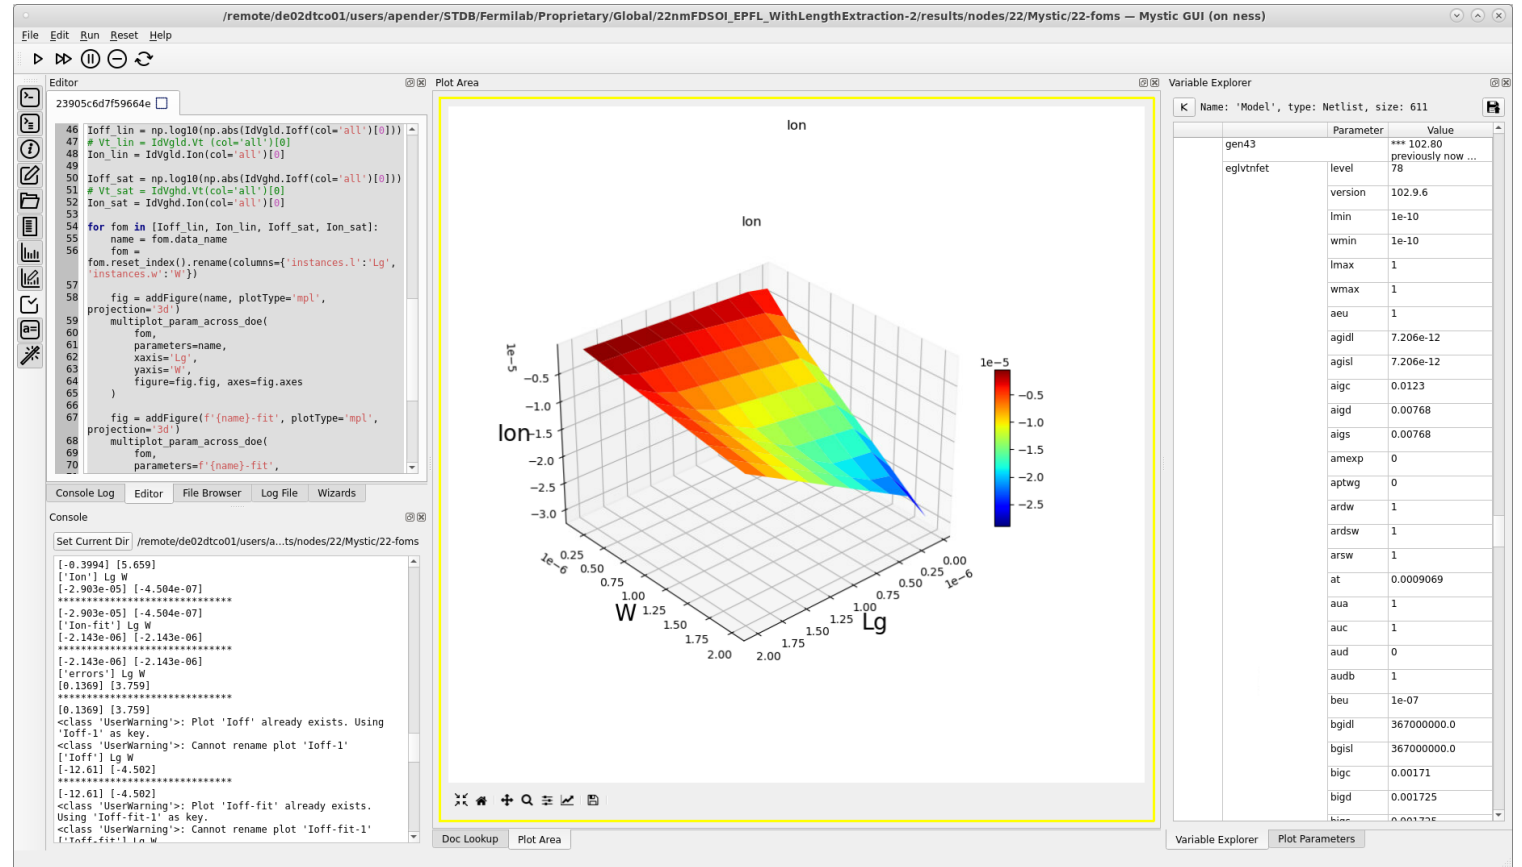 /remote/de02dtco01/users/apender/STDB/Fermilab/Proprietary/Global/22nmFDSOI_EPFL_WithLengthExtraction-2/results/nodes/22/Mystic/22-foms — Mystic GUI (on ness)
File Edit Run Reset Help
Editor
23905c6d7f59664e
46 Ioff_lin = np.log10(np.abs(IdVgld.Ioff(col='all')[0]))
47 # Vt_lin = IdVgld.Vt (col='all')[0]
48 Ion_lin = IdVgld.Ion(col='all')[0]
49
50 Ioff_sat = np.log10(np.abs(IdVghd.Ioff(col='all')[0]))
51 # Vt_sat = IdVghd.Vt(col='all')[0]
52 Ion_sat = IdVghd.Ion(col='all')[0]
53
54 for fom in [Ioff_lin, Ion_lin, Ioff_sat, Ion_sat]:
55 name = fom.data_name
56 fom =
fom.reset_index().rename(columns={'instances.l':'Lg',
'instances.w':'W'})
57
58 fig = addFigure(name, plotType='mpl',
projection='3d')
59 multiplot_param_across_doe(
60 fom,
61 parameters=name,
62 xaxis='Lg',
63 yaxis='W',
64 figure=fig.fig, axes=fig.axes
65 )
66
67 fig = addFigure(f'{name}-fit', plotType='mpl',
projection='3d')
68 multiplot_param_across_doe(
69 fom,
70 parameters=f'{name}-fit',
Console Log Editor File Browser Log File Wizards
Console
Set Current Dir /remote/de02dtco01/users/a...ts/nodes/22/Mystic/22-foms
[-0.3994] [5.659]
['Ion'] Lg W
[-2.903e-05] [-4.504e-07]
******************************
[-2.903e-05] [-4.504e-07]
['Ion-fit'] Lg W
[-2.143e-06] [-2.143e-06]
******************************
[-2.143e-06] [-2.143e-06]
['errors'] Lg W
[0.1369] [3.759]
******************************
[0.1369] [3.759]
<class 'UserWarning'>: Plot 'Ioff' already exists. Using
'Ioff-1' as key.
<class 'UserWarning'>: Cannot rename plot 'Ioff-1'
['Ioff'] Lg W
[-12.61] [-4.502]
******************************
[-12.61] [-4.502]
<class 'UserWarning'>: Plot 'Ioff-fit' already exists.
Using 'Ioff-fit-1' as key.
<class 'UserWarning'>: Cannot rename plot 'Ioff-fit-1'
['Ioff-fit'] Lg W
Plot Area
Ion
Ion
1e−5
−0.5
−1.0
−1.5
−2.0
−2.5
−3.0
Ion
1e−6
0.25
0.50
0.75
1.00
1.25
1.50
1.75
2.00
W
0.00
0.25
0.50
0.75
1.00
1.25
1.50
1.75
2.00
1e−6
Lg
1e−5
−0.5
−1.0
−1.5
−2.0
−2.5
Doc Lookup Plot Area
Variable Explorer
K Name: 'Model', type: Netlist, size: 611
Parameter Value
gen43 *** 102.80
previously now ...
eglvtnfet level 78
version 102.9.6
lmin 1e-10
wmin 1e-10
lmax 1
wmax 1
aeu 1
agidl 7.206e-12
agisl 7.206e-12
aigc 0.0123
aigd 0.00768
aigs 0.00768
amexp 0
aptwg 0
ardw 1
ardsw 1
arsw 1
at 0.0009069
aua 1
auc 1
aud 0
audb 1
beu 1e-07
bgidl 367000000.0
bgisl 367000000.0
bigc 0.00171
bigd 0.001725
bigs 0.001725
Variable Explorer Plot Parameters